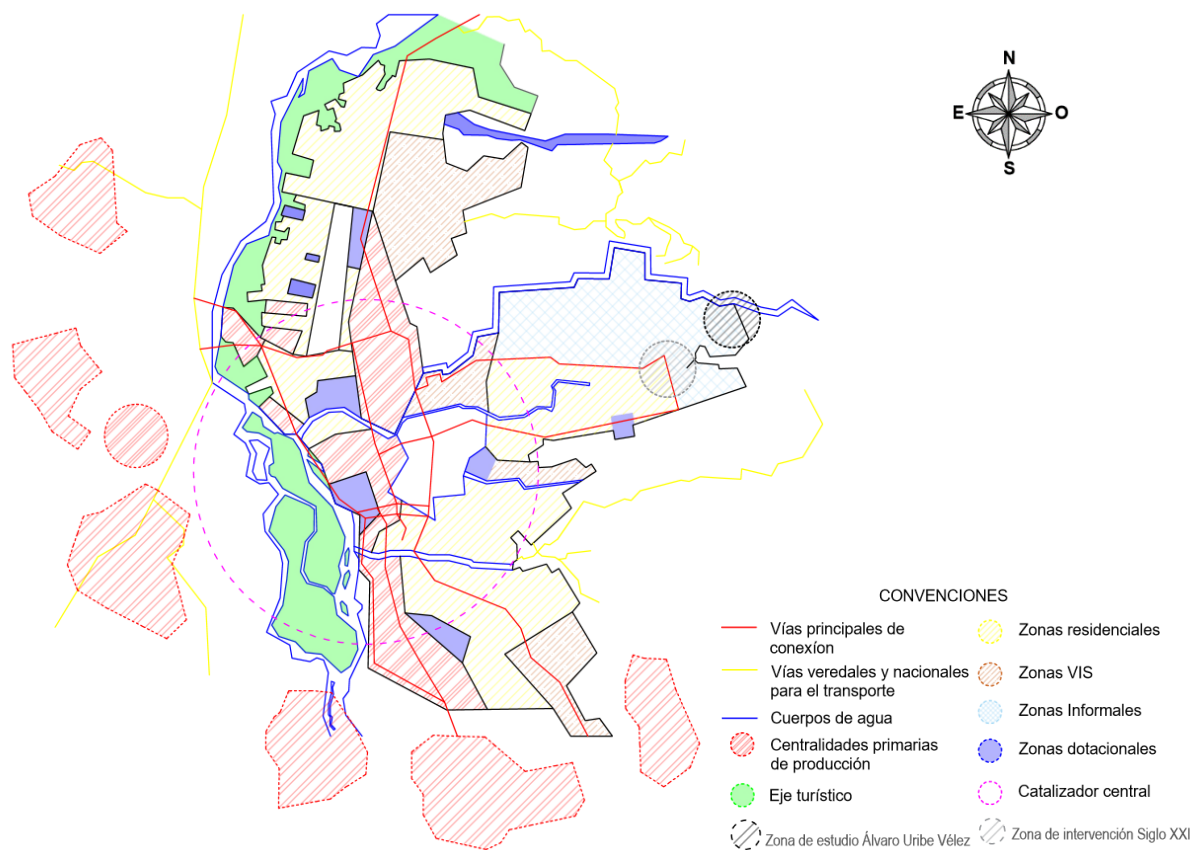 N
E
O
S
CONVENCIONES
Vías principales de
conexíon
Vías veredales y nacionales
para el transporte
Cuerpos de agua
Centralidades primarias
de producción
Eje turístico
Zona de estudio Álvaro Uribe Vélez
Zonas residenciales
Zonas VIS
Zonas Informales
Zonas dotacionales
Catalizador central
Zona de intervención Siglo XXI